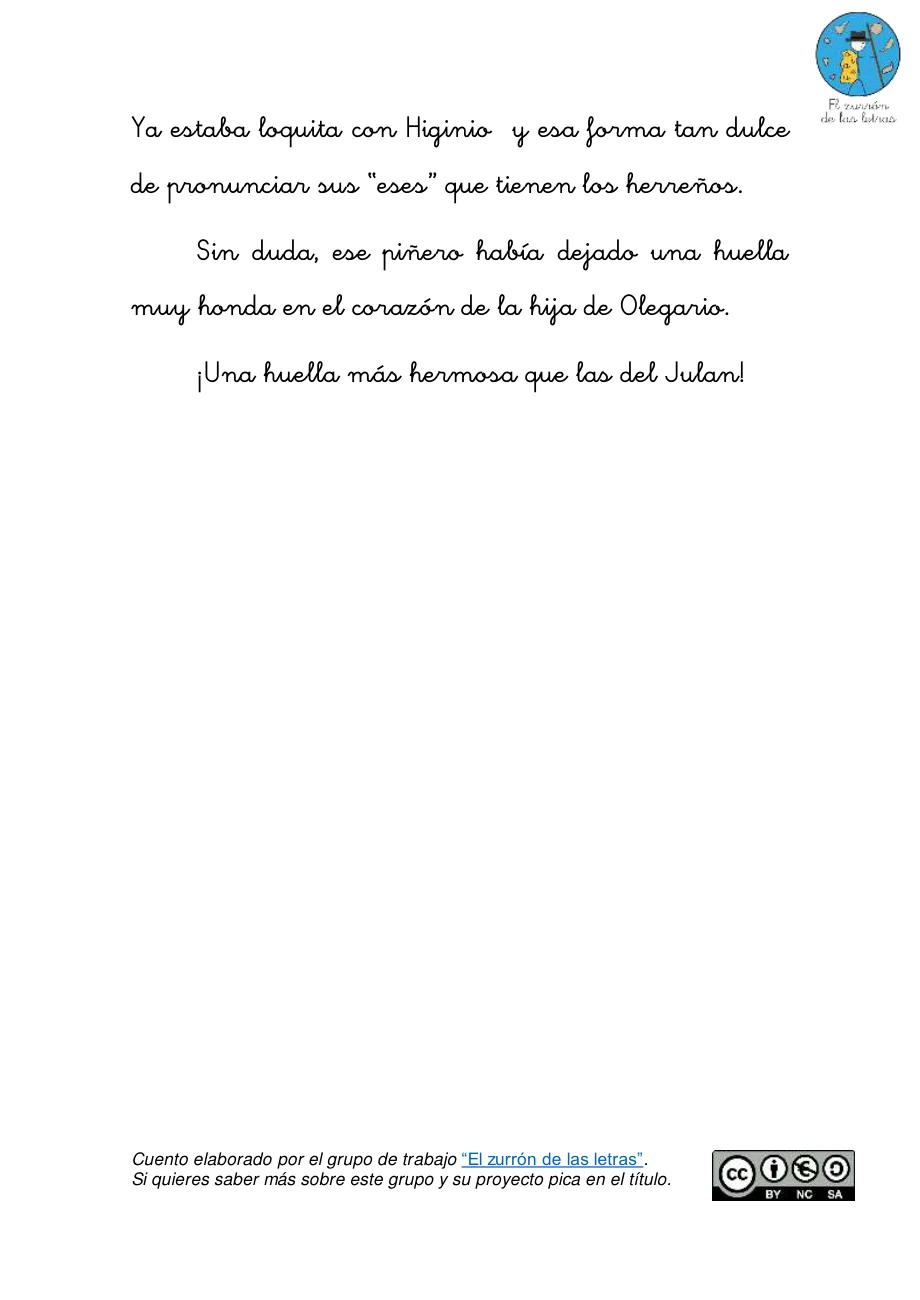 El zurrón
de las letras
Ya estaba loquita con Higinio y esa forma tan dulce
de pronunciar sus “eses” que tienen los herreños.
Sin duda, ese piñero había dejado una huella
muy honda en el corazón de la hija de Olegario.
¡Una huella más hermosa que las del Julan!
Cuento elaborado por el grupo de trabajo “El zurrón de las letras”.
Si quieres saber más sobre este grupo y su proyecto pica en el título.
cc
BY NC SA